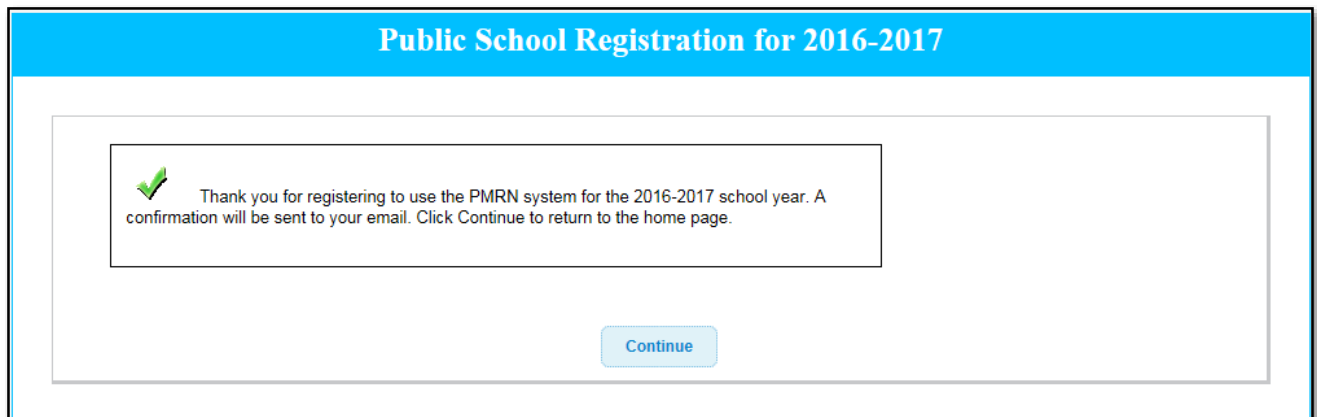 Public School Registration for 2016-2017
Thank you for registering to use the PMRN system for the 2016-2017 school year. A
confirmation will be sent to your email. Click Continue to return to the home page.
Continue